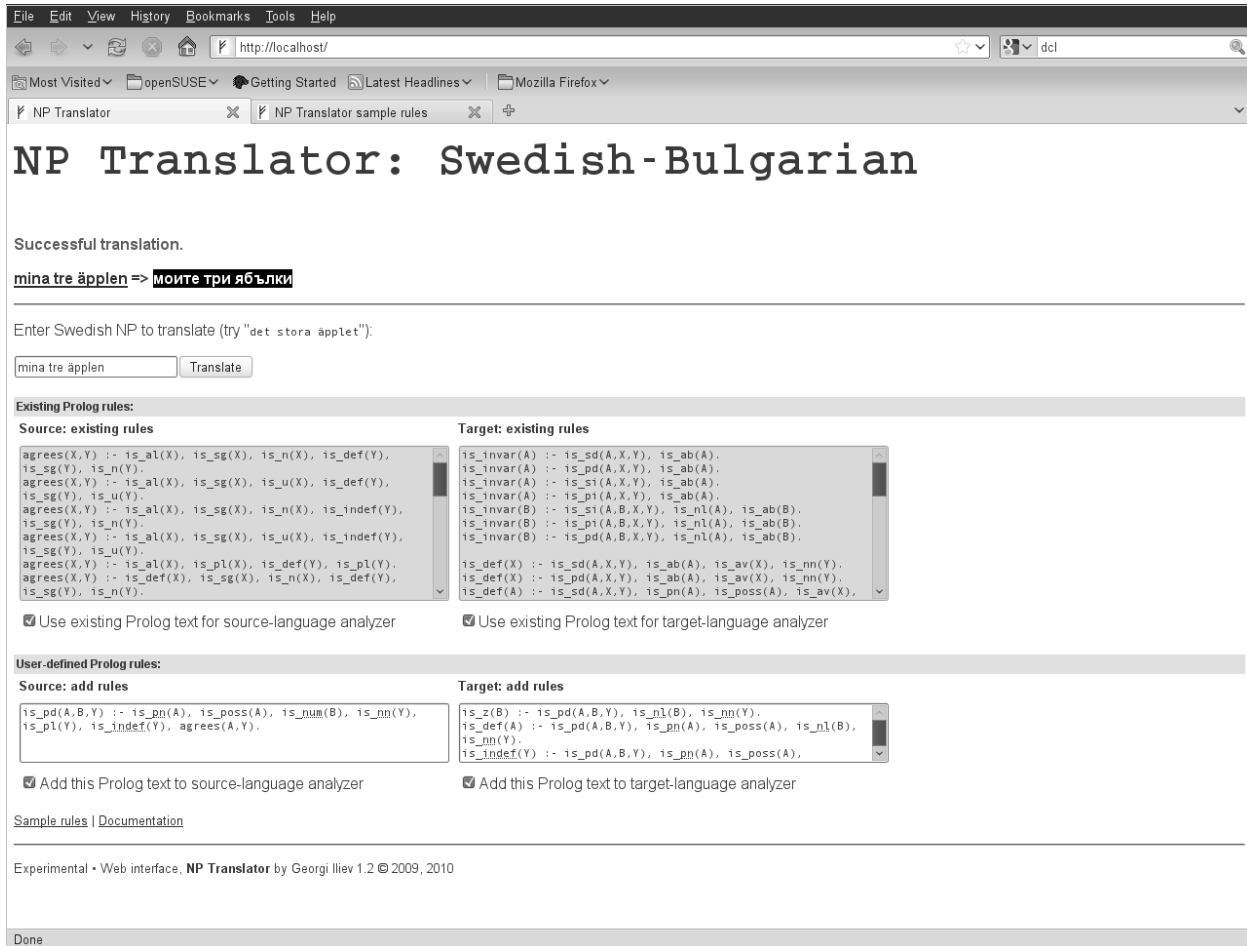 File Edit View History Bookmarks Tools Help
http://localhost/ dcl
Most Visited openSUSE Getting Started Latest Headlines Mozilla Firefox
NP Translator NP Translator sample rules
NP Translator: Swedish-Bulgarian
Successful translation.
mina tre äpplen => моите три ябълки
Enter Swedish NP to translate (try "det stora äpplet"):
mina tre äpplen Translate
Existing Prolog rules:
Source: existing rules
agrees(X,Y) :- is_al(X), is_sg(X), is_n(X), is_def(Y),
is_sg(Y), is_n(Y).
agrees(X,Y) :- is_al(X), is_sg(X), is_u(X), is_def(Y),
is_sg(Y), is_u(Y).
agrees(X,Y) :- is_al(X), is_sg(X), is_n(X), is_indef(Y),
is_sg(Y), is_n(Y).
agrees(X,Y) :- is_al(X), is_sg(X), is_u(X), is_indef(Y),
is_sg(Y), is_u(Y).
agrees(X,Y) :- is_al(X), is_pl(X), is_def(Y), is_pl(Y).
agrees(X,Y) :- is_def(X), is_sg(X), is_n(X), is_def(Y),
is_sg(Y), is_n(Y).
Use existing Prolog text for source-language analyzer
Target: existing rules
is_invar(A) :- is_sd(A,X,Y), is_ab(A).
is_invar(A) :- is_pd(A,X,Y), is_ab(A).
is_invar(A) :- is_si(A,X,Y), is_ab(A).
is_invar(A) :- is_pi(A,X,Y), is_ab(A).
is_invar(B) :- is_si(A,B,X,Y), is_nl(A), is_ab(B).
is_invar(B) :- is_pi(A,B,X,Y), is_nl(A), is_ab(B).
is_invar(B) :- is_pd(A,B,X,Y), is_nl(A), is_ab(B).
is_def(X) :- is_sd(A,X,Y), is_ab(A), is_av(X), is_nn(Y).
is_def(X) :- is_pd(A,X,Y), is_ab(A), is_av(X), is_nn(Y).
is_def(A) :- is_sd(A,X,Y), is_pn(A), is_poss(A), is_av(X),
Use existing Prolog text for target-language analyzer
User-defined Prolog rules:
Source: add rules
is_pd(A,B,Y) :- is_pn(A), is_poss(A), is_num(B), is_nn(Y),
is_pl(Y), is_indef(Y), agrees(A,Y).
Add this Prolog text to source-language analyzer
Target: add rules
is_z(B) :- is_pd(A,B,Y), is_nl(B), is_nn(Y).
is_def(A) :- is_pd(A,B,Y), is_pn(A), is_poss(A), is_nl(B),
is_nn(Y).
is_indef(Y) :- is_pd(A,B,Y), is_pn(A), is_poss(A),
Add this Prolog text to target-language analyzer
Sample rules | Documentation
Experimental • Web interface, NP Translator by Georgi Iliev 1.2 © 2009, 2010
Done